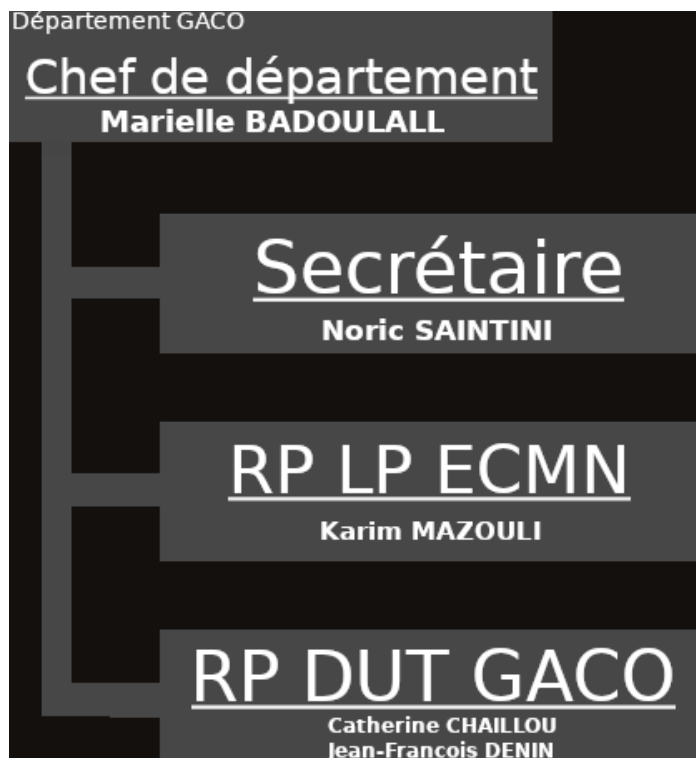 Département GACO
Chef de département
Marielle BADOULALL
Secrétaire
Noric SAINTINI
RP LP ECMN
Karim MAZOULI
RP DUT GACO
Catherine CHAILLOU
Jean-François DENIN